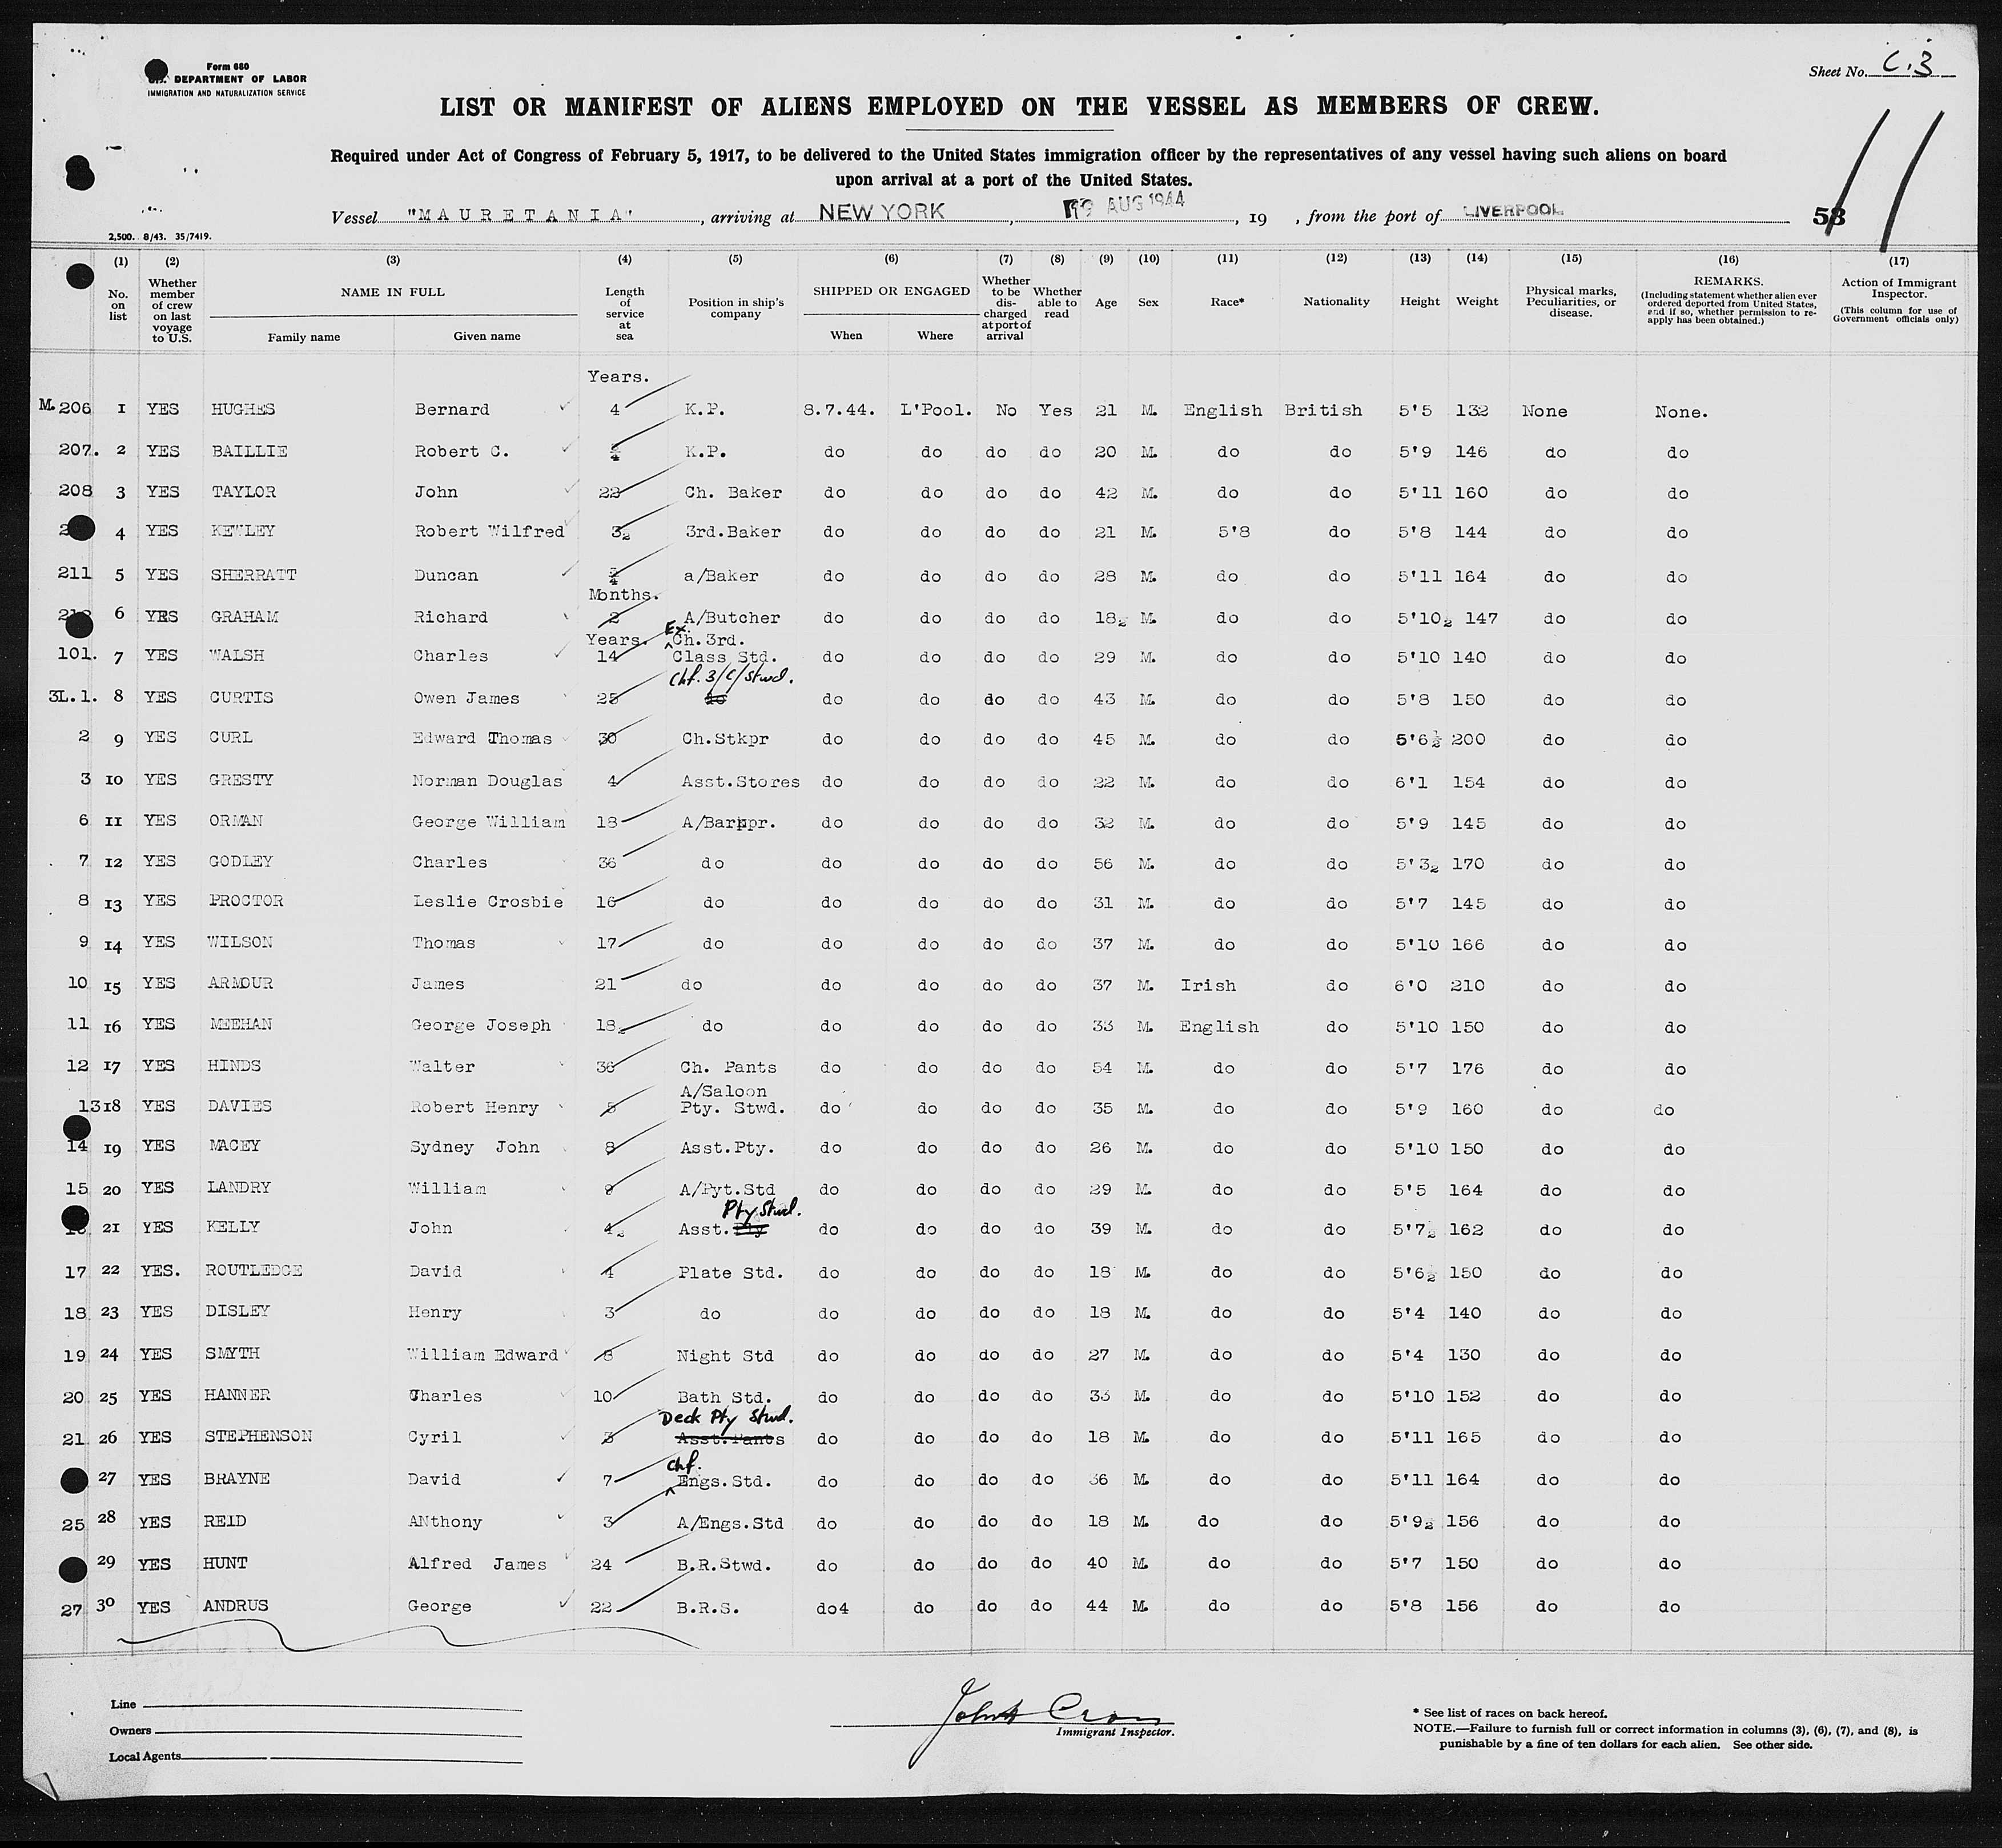 Form 680
DEPARTMENT OF LABOR
IMMIGRATION AND NATURALIZATION SERVICE
Sheet No. C.3
11
LIST OR MANIFEST OF ALIENS EMPLOYED ON THE VESSEL AS MEMBERS OF CREW.
Required under Act of Congress of February 5, 1917, to be delivered to the United States immigration officer by the representatives of any vessel having such aliens on board
upon arrival at a port of the United States.
Vessel "MAURETANIA", arriving at NEW YORK, 19 AUG 1944, 19 , from the port of LIVERPOOL 53
2,500. 8/43. 35/7419.
(1) (2) (3) (4) (5) (6) (7) (8) (9) (10) (11) (12) (13) (14) (15) (16) (17)
No. on list Whether member of crew on last voyage to U.S. NAME IN FULL Family name Given name Length of service at sea Position in ship's company SHIPPED OR ENGAGED When Where Whether to be discharged at port of arrival Whether able to read Age Sex Race* Nationality Height Weight Physical marks, Peculiarities, or disease. REMARKS. (Including statement whether alien ever ordered deported from United States, and if so, whether permission to re-apply has been obtained.) Action of Immigrant Inspector. (This column for use of Government officials only)
Years.
M. 206 1 YES HUGHES Bernard 4 K.P. 8.7.44. L'Pool. No Yes 21 M. English British 5'5 132 None None.
207. 2 YES BAILLIE Robert C. K.P. do do do do 20 M. do do 5'9 146 do do
208 3 YES TAYLOR John 22 Ch. Baker do do do do 42 M. do do 5'11 160 do do
4 YES KEWLEY Robert Wilfred 3½ 3rd.Baker do do do do 21 M. 5'8 do 5'8 144 do do
211 5 YES SHERRATT Duncan a/Baker do do do do 28 M. do do 5'11 164 do do
Months.
6 YES GRAHAM Richard 2 A/Butcher do do do do 18½ M. do do 5'10½ 147 do do
Years. Ex. Ch. 3rd.
101. 7 YES WALSH Charles 14 Class Std. do do do do 29 M. do do 5'10 140 do do
Chf. 3/C/Stwd.
3L. 1. 8 YES CURTIS Owen James 25 do do do do do 43 M. do do 5'8 150 do do
2 9 YES CURL Edward Thomas 30 Ch.Stkpr do do do do 45 M. do do 5'6½ 200 do do
3 10 YES GRESTY Norman Douglas 4 Asst.Stores do do do do 22 M. do do 6'1 154 do do
6 11 YES ORMAN George William 18 A/Barkpr. do do do do 32 M. do do 5'9 145 do do
7 12 YES GODLEY Charles 36 do do do do do 56 M. do do 5'3½ 170 do do
8 13 YES PROCTOR Leslie Crosbie 16 do do do do do 31 M. do do 5'7 145 do do
9 14 YES WILSON Thomas 17 do do do do do 37 M. do do 5'10 166 do do
10 15 YES ARMOUR James 21 do do do do do 37 M. Irish do 6'0 210 do do
11 16 YES MEEHAN George Joseph 18½ do do do do do 33 M. English do 5'10 150 do do
12 17 YES HINDS Walter 36 Ch. Pants do do do do 54 M. do do 5'7 176 do do
A/Saloon
13 18 YES DAVIES Robert Henry 5 Pty. Stwd. do do do do 35 M. do do 5'9 160 do do
14 19 YES MACEY Sydney John 8 Asst.Pty. do do do do 26 M. do do 5'10 150 do do
15 20 YES LANDRY William 9 A/Pyt.Std do do do do 29 M. do do 5'5 164 do do
Pty Stwd.
21 YES KELLY John 4½ Asst. Pty do do do do 39 M. do do 5'7½ 162 do do
17 22 YES. ROUTLEDGE David 4 Plate Std. do do do do 18 M. do do 5'6½ 150 do do
18 23 YES DISLEY Henry 3 do do do do do 18 M. do do 5'4 140 do do
19 24 YES SMYTH William Edward 8 Night Std do do do do 27 M. do do 5'4 130 do do
20 25 YES HANNER Charles 10 Bath Std. do do do do 33 M. do do 5'10 152 do do
Deck Pty Stwd.
21 26 YES STEPHENSON Cyril 3 Asst.Pants do do do do 18 M. do do 5'11 165 do do
Chf.
27 YES BRAYNE David 7 Engs.Std. do do do do 36 M. do do 5'11 164 do do
25 28 YES REID ANthony 3 A/Engs.Std do do do do 18 M. do do 5'9½ 156 do do
29 YES HUNT Alfred James 24 B.R.Stwd. do do do do 40 M. do do 5'7 150 do do
27 30 YES ANDRUS George 22 B.R.S. do4 do do do 44 M. do do 5'8 156 do do
Line
Owners
Local Agents
Immigrant Inspector.
* See list of races on back hereof.
NOTE.—Failure to furnish full or correct information in columns (3), (6), (7), and (8), is
punishable by a fine of ten dollars for each alien. See other side.